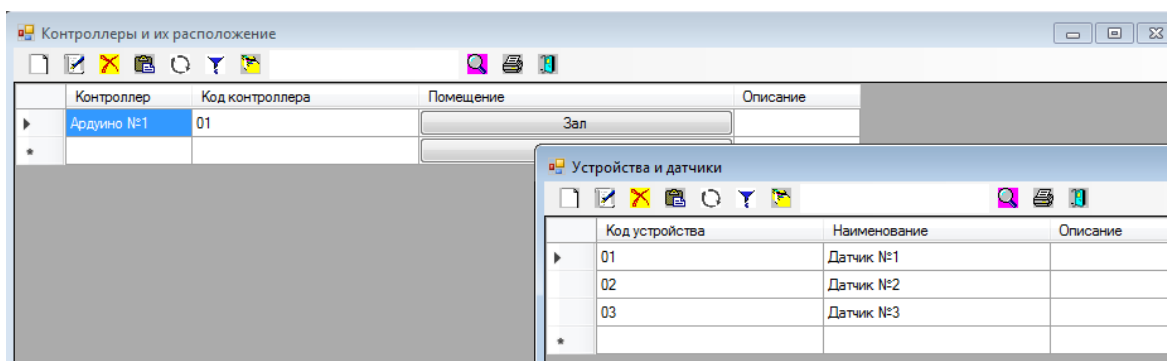 Контроллеры и их расположение
Контроллер Код контроллера Помещение Описание
Ардуино №1 01 Зал
Устройства и датчики
Код устройства Наименование Описание
01 Датчик №1
02 Датчик №2
03 Датчик №3